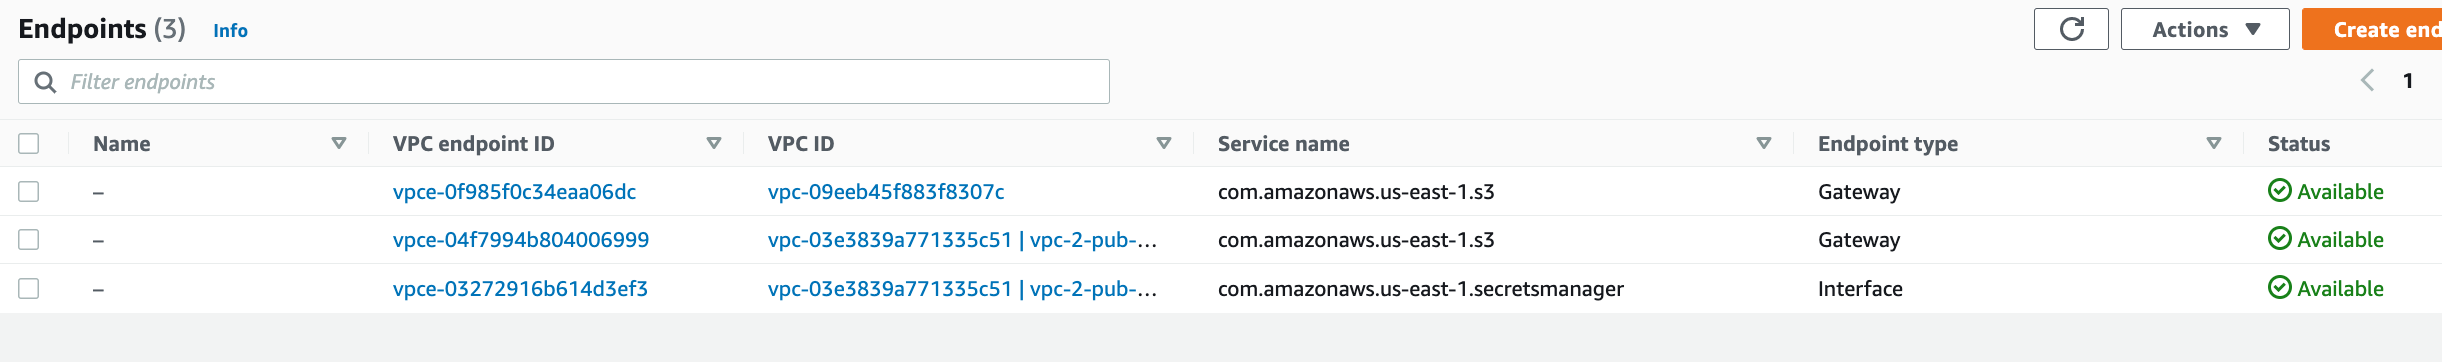 Endpoints (3) Info Actions Create end
Filter endpoints 1
Name VPC endpoint ID VPC ID Service name Endpoint type Status
– vpce-0f985f0c34eaa06dc vpc-09eeb45f883f8307c com.amazonaws.us-east-1.s3 Gateway Available
– vpce-04f7994b804006999 vpc-03e3839a771335c51 | vpc-2-pub-... com.amazonaws.us-east-1.s3 Gateway Available
– vpce-03272916b614d3ef3 vpc-03e3839a771335c51 | vpc-2-pub-... com.amazonaws.us-east-1.secretsmanager Interface Available